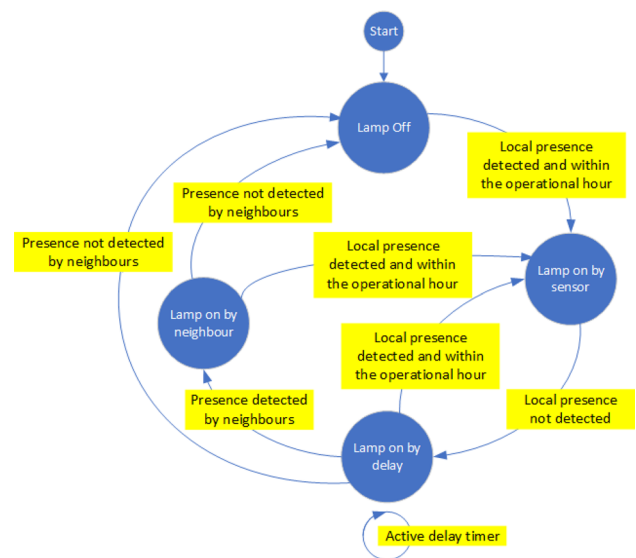 Start
Lamp Off
Local presence
detected and within
the operational hour
Presence not detected
by neighbours
Presence not detected
by neighbours
Local presence
detected and within
the operational hour
Lamp on by
sensor
Lamp on by
neighbour
Local presence
detected and within
the operational hour
Presence detected
by neighbours
Local presence
not detected
Lamp on by
delay
Active delay timer